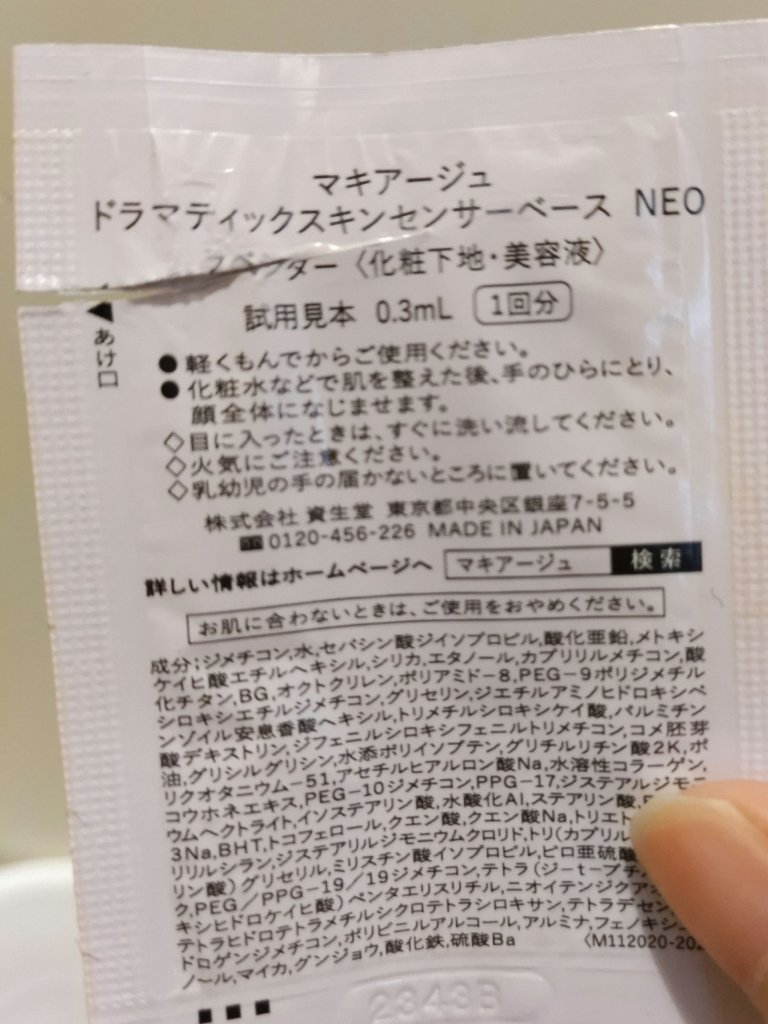 マキアージュ
ドラマティックスキンセンサーベース NEO
ラベンダー〈化粧下地・美容液〉
試用見本 0.3mL 1回分
あけ口
●軽くもんでからご使用ください。
●化粧水などで肌を整えた後、手のひらにとり、
顔全体になじませます。
◇目に入ったときは、すぐに洗い流してください。
◇火気にご注意ください。
◇乳幼児の手の届かないところに置いてください。
株式会社 資生堂 東京都中央区銀座7-5-5
0120-456-226 MADE IN JAPAN
詳しい情報はホームページへ マキアージュ 検索
お肌に合わないときは、ご使用をおやめください。
成分;ジメチコン,水,セバシン酸ジイソプロピル,酸化亜鉛,メトキシ
ケイヒ酸エチルヘキシル,シリカ,エタノール,カプリリルメチコン,酸
化チタン,BG,オクトクリレン,ポリアミド-8,PEG-9ポリジメチル
シロキシエチルジメチコン,グリセリン,ジエチルアミノヒドロキシベ
ンゾイル安息香酸ヘキシル,トリメチルシロキシケイ酸,パルミチン
酸デキストリン,ジフェニルシロキシフェニルトリメチコン,コメ胚芽
油,グリシルグリシン,水添ポリイソブテン,グリチルリチン酸2K,ポ
リクオタニウム-51,アセチルヒアルロン酸Na,水溶性コラーゲン,
コウホネエキス,PEG-10ジメチコン,PPG-17,ジステアルジモニ
ウムヘクトライト,イソステアリン酸,水酸化Al,ステアリン酸,
3Na,BHT,トコフェロール,クエン酸,クエン酸Na,トリエト
リリルシラン,ジステアリルジモニウムクロリド,トリ(カプリル
リン酸)グリセリル,ミリスチン酸イソプロピル,ピロ亜硫酸
ク,PEG/PPG-19/19ジメチコン,テトラ(ジ-t-ブチ
キシヒドロケイヒ酸)ペンタエリスリチル,ニオイテンジクア
テトラヒドロテトラメチルシクロテトラシロキサン,テトラデセン
ドロゲンジメチコン,ポリビニルアルコール,アルミナ,フェノキシ
ノール,マイカ,グンジョウ,酸化鉄,硫酸Ba 〈M112020-20
2343B